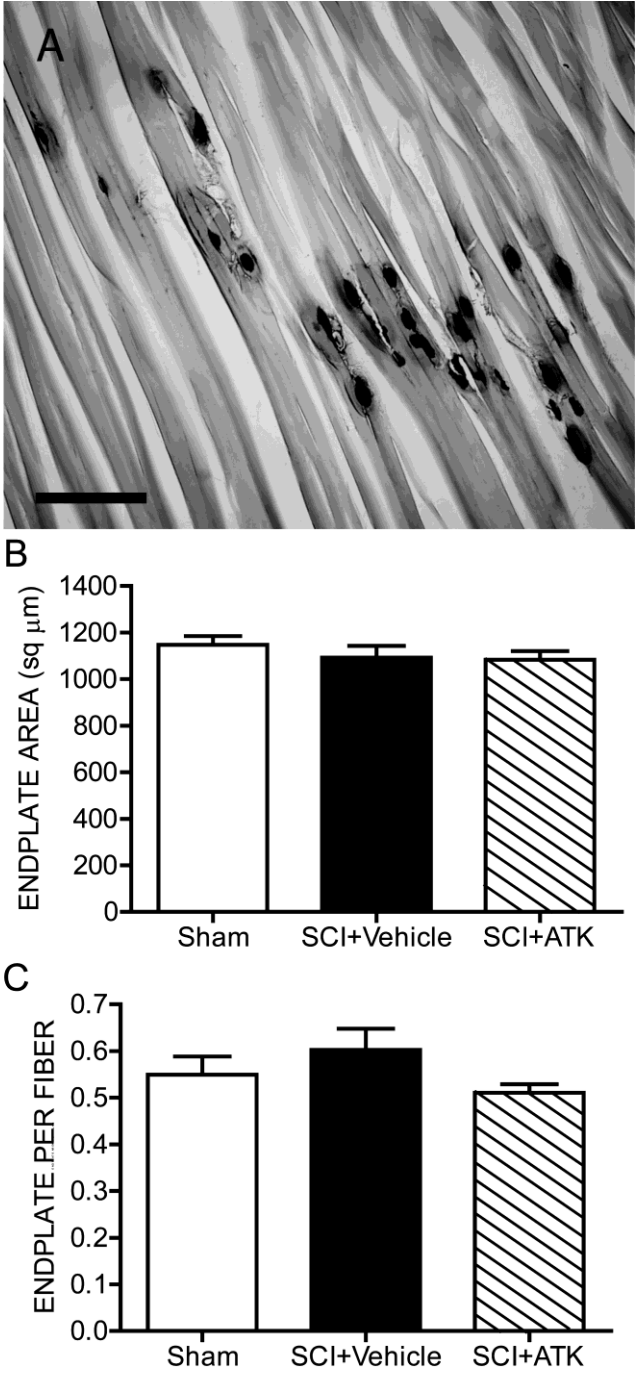 A
B
ENDPLATE AREA (sq μm)
1400
1200
1000
800
600
400
200
0
Sham SCI+Vehicle SCI+ATK
C
ENDPLATE PER FIBER
0.7
0.6
0.5
0.4
0.3
0.2
0.1
0.0
Sham SCI+Vehicle SCI+ATK